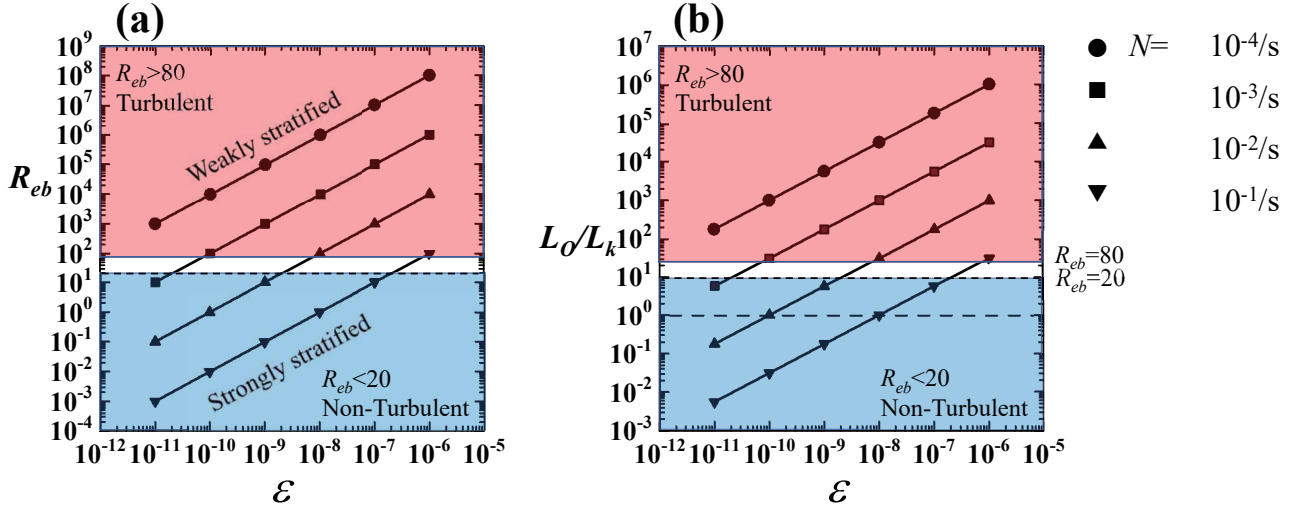 (a)
R_eb
10^9
10^8
10^7
10^6
10^5
10^4
10^3
10^2
10^1
10^0
10^-1
10^-2
10^-3
10^-4
R_eb>80
Turbulent
Weakly stratified
Strongly stratified
R_eb<20
Non-Turbulent
10^-12 10^-11 10^-10 10^-9 10^-8 10^-7 10^-6 10^-5
ε
(b)
L_O/L_k
10^7
10^6
10^5
10^4
10^3
10^2
10^1
10^0
10^-1
10^-2
10^-3
R_eb>80
Turbulent
R_eb<20
Non-Turbulent
R_eb=80
R_eb=20
10^-12 10^-11 10^-10 10^-9 10^-8 10^-7 10^-6 10^-5
ε
N= 10^-4/s
10^-3/s
10^-2/s
10^-1/s